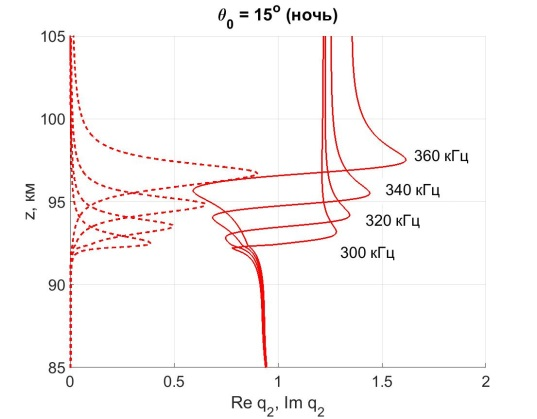 θ₀ = 15° (ночь)
105
100
95
90
85
z, км
360 кГц
340 кГц
320 кГц
300 кГц
0 0.5 1 1.5 2
Re q₂, Im q₂